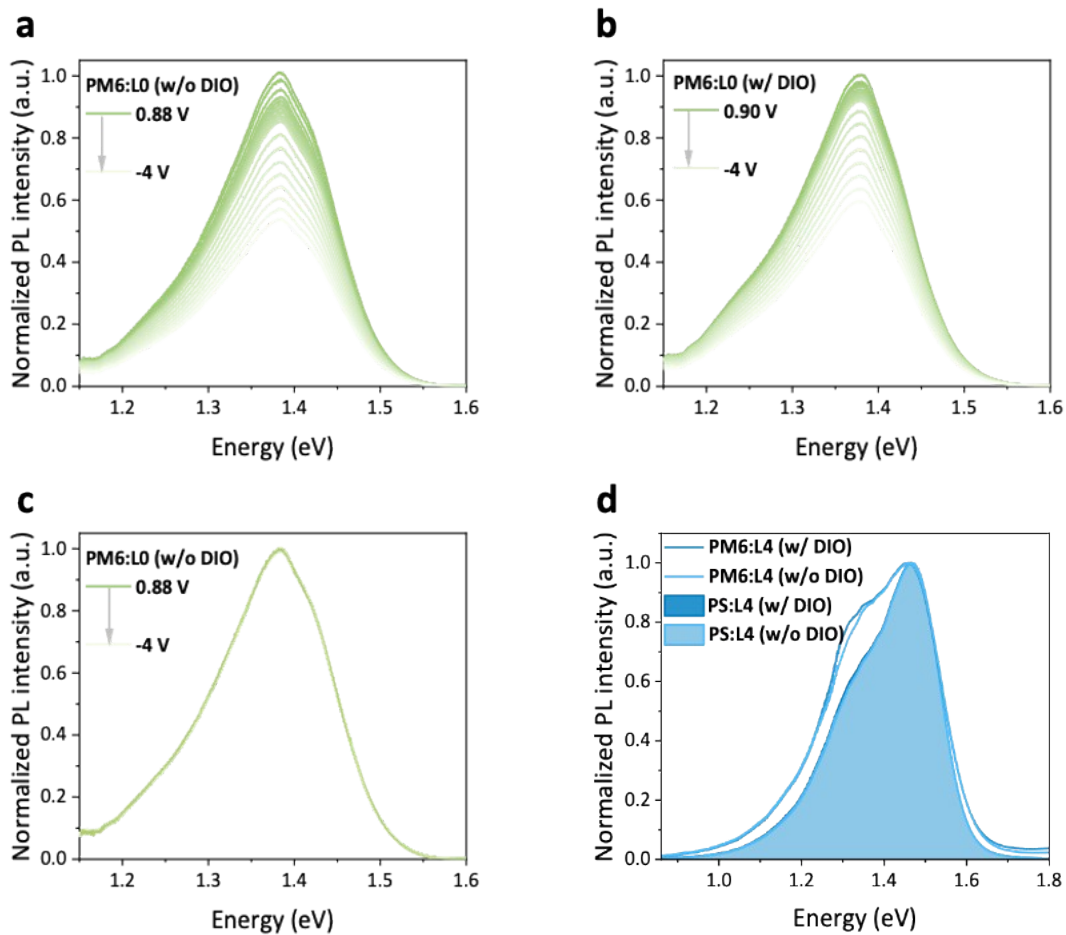 a
PM6:L0 (w/o DIO)
0.88 V
-4 V
1.0
0.8
0.6
0.4
0.2
0.0
Normalized PL intensity (a.u.)
1.2 1.3 1.4 1.5 1.6
Energy (eV)
b
PM6:L0 (w/ DIO)
0.90 V
-4 V
1.0
0.8
0.6
0.4
0.2
0.0
Normalized PL intensity (a.u.)
1.2 1.3 1.4 1.5 1.6
Energy (eV)
c
PM6:L0 (w/o DIO)
0.88 V
-4 V
1.0
0.8
0.6
0.4
0.2
0.0
Normalized PL intensity (a.u.)
1.2 1.3 1.4 1.5 1.6
Energy (eV)
d
PM6:L4 (w/ DIO)
PM6:L4 (w/o DIO)
PS:L4 (w/ DIO)
PS:L4 (w/o DIO)
1.0
0.8
0.6
0.4
0.2
0.0
Normalized PL intensity (a.u.)
1.0 1.2 1.4 1.6 1.8
Energy (eV)